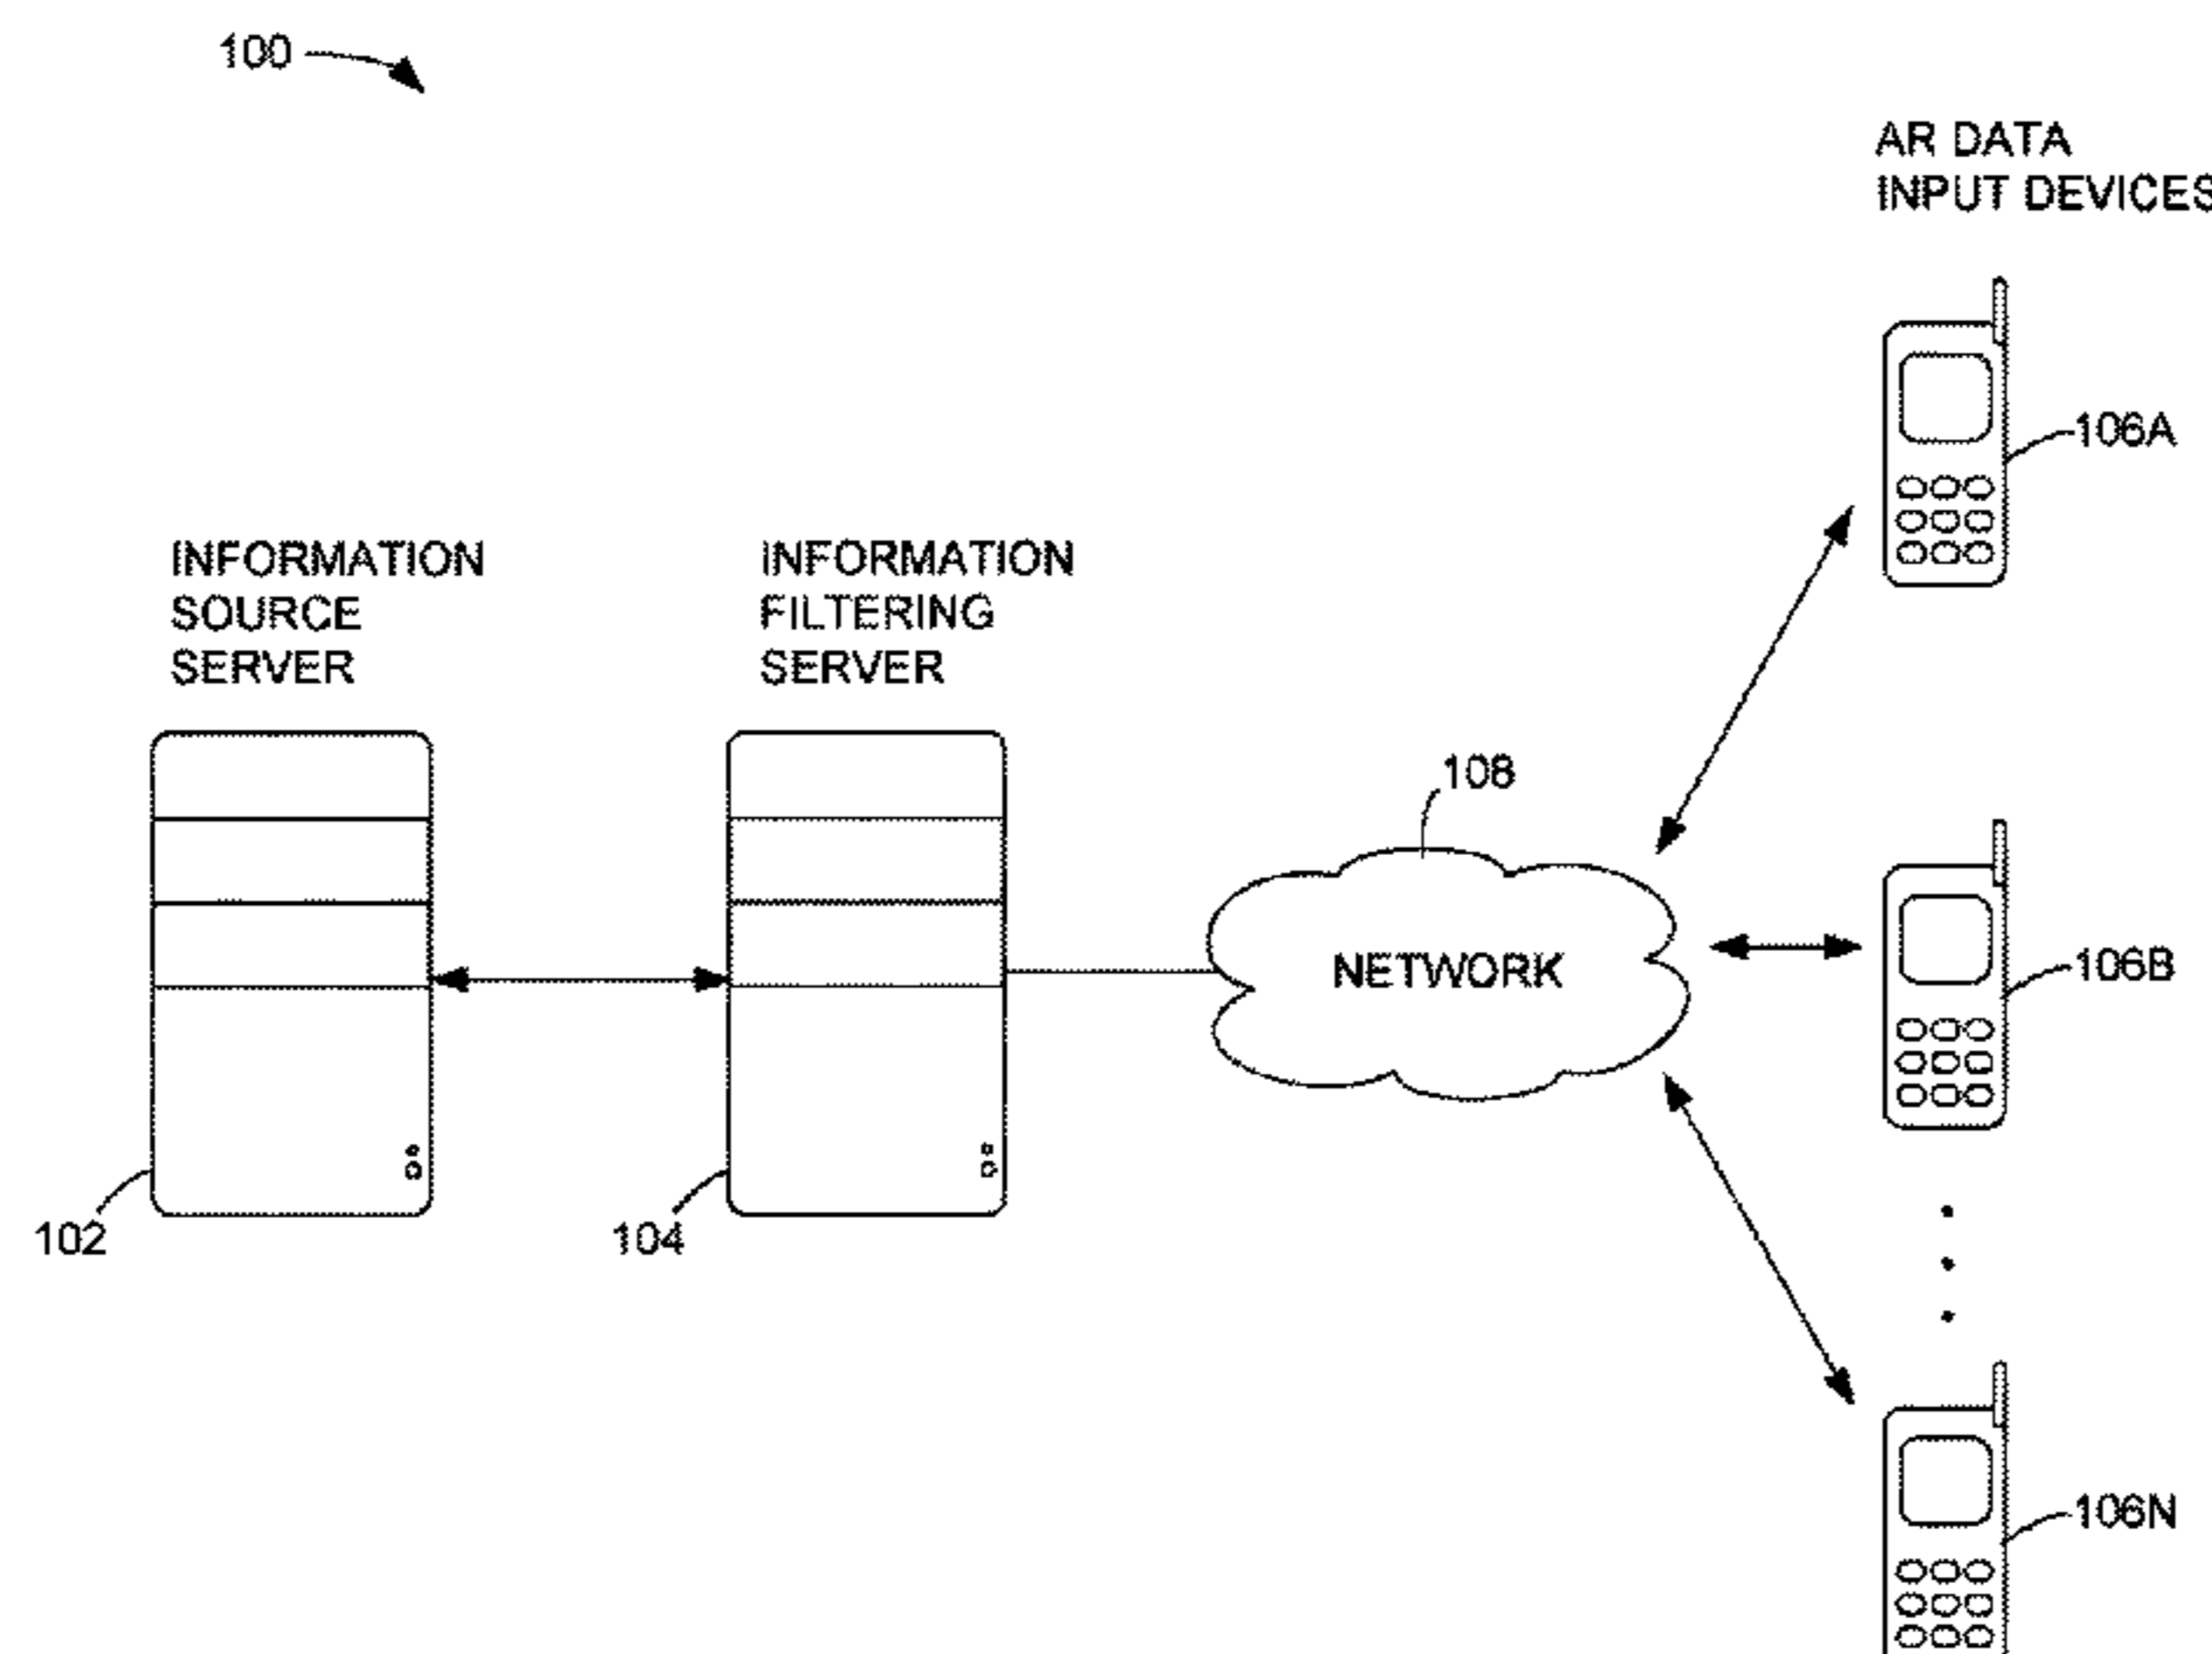 100
AR DATA
INPUT DEVICES
106A
INFORMATION
SOURCE
SERVER
INFORMATION
FILTERING
SERVER
108
NETWORK
106B
102
104
106N